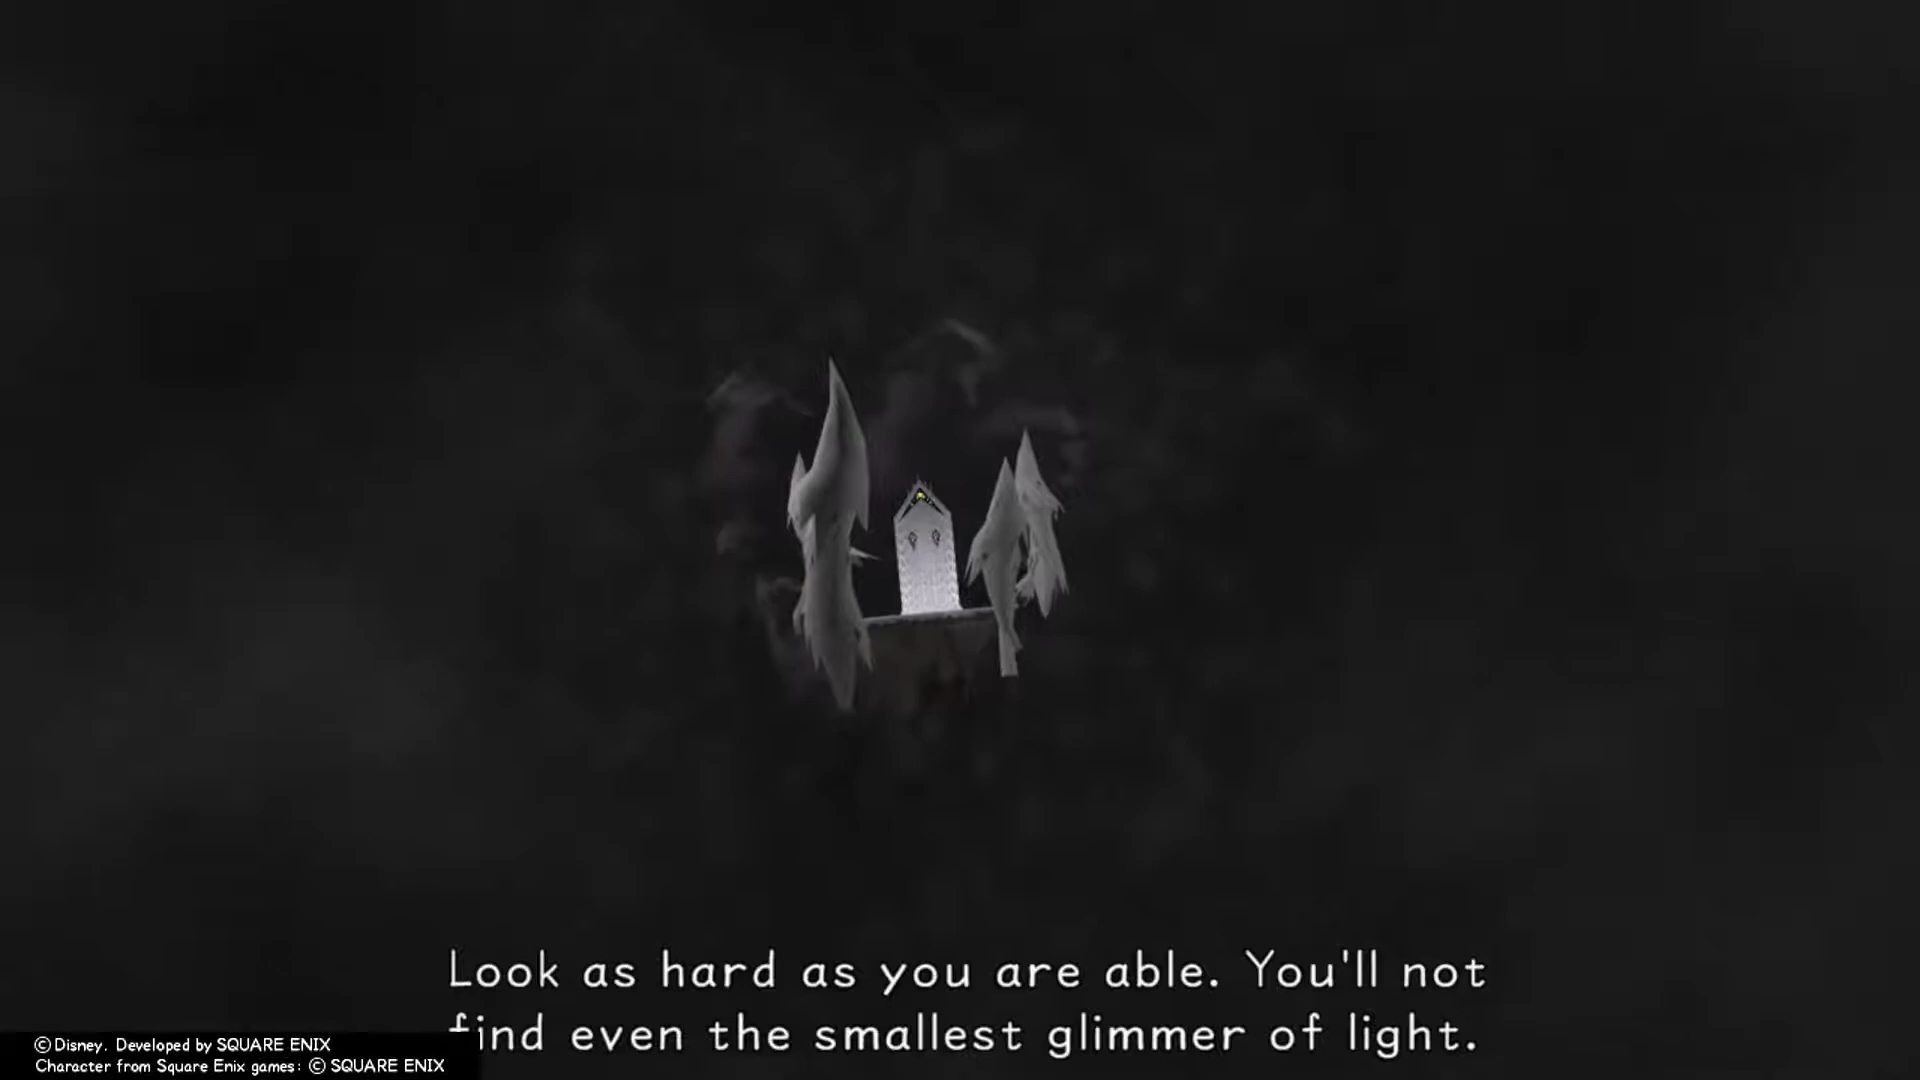 Look as hard as you are able. You'll not
find even the smallest glimmer of light.
©Disney. Developed by SQUARE ENIX
Character from Square Enix games: © SQUARE ENIX